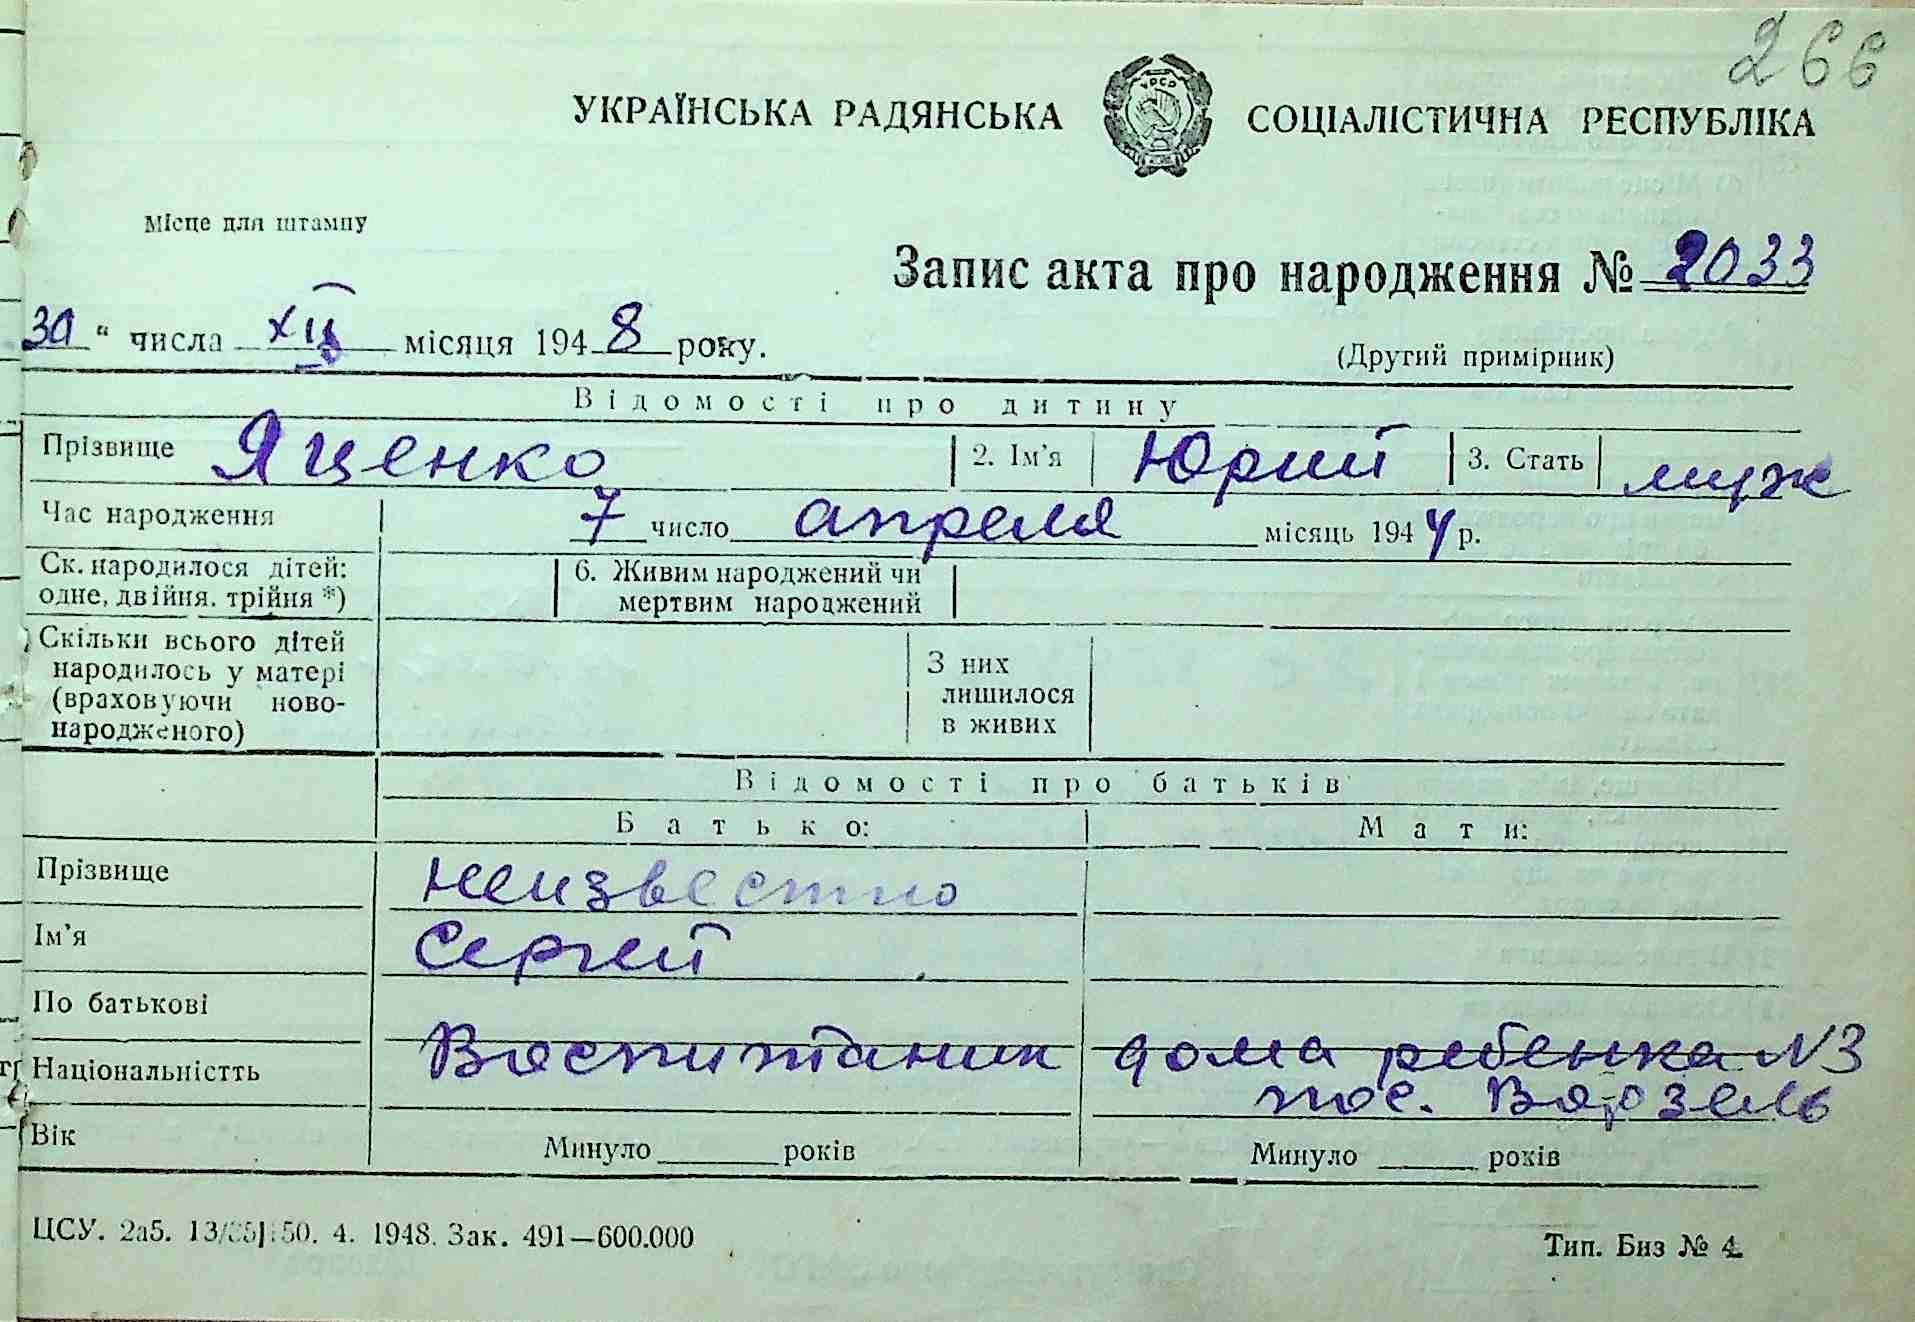 266
УКРАЇНСЬКА РАДЯНСЬКА СОЦІАЛІСТИЧНА РЕСПУБЛІКА
УРСР
Місце для штампу
Запис акта про народження № 2033
30 " числа XII місяця 1948 року.
(Другий примірник)
Відомості про дитину
Прізвище Яценко 2. Ім'я Юрий 3. Стать муж
Час народження 7 число апреля місяць 1944 р.
Ск. народилося дітей: одне, двійня, трійня *)
6. Живим народжений чи мертвим народжений
Скільки всього дітей народилось у матері (враховуючи новонародженого)
З них лишилося в живих
Відомості про батьків
Батько: Мати:
Прізвище неизвестно
Ім'я Сергей
По батькові
Воспитаник дома ребенка N3
Національністть
пос. Ворзель
Вік Минуло років Минуло років
ЦСУ. 2а5. 50. 4. 1948. Зак. 491—600.000
Тип. Биз № 4